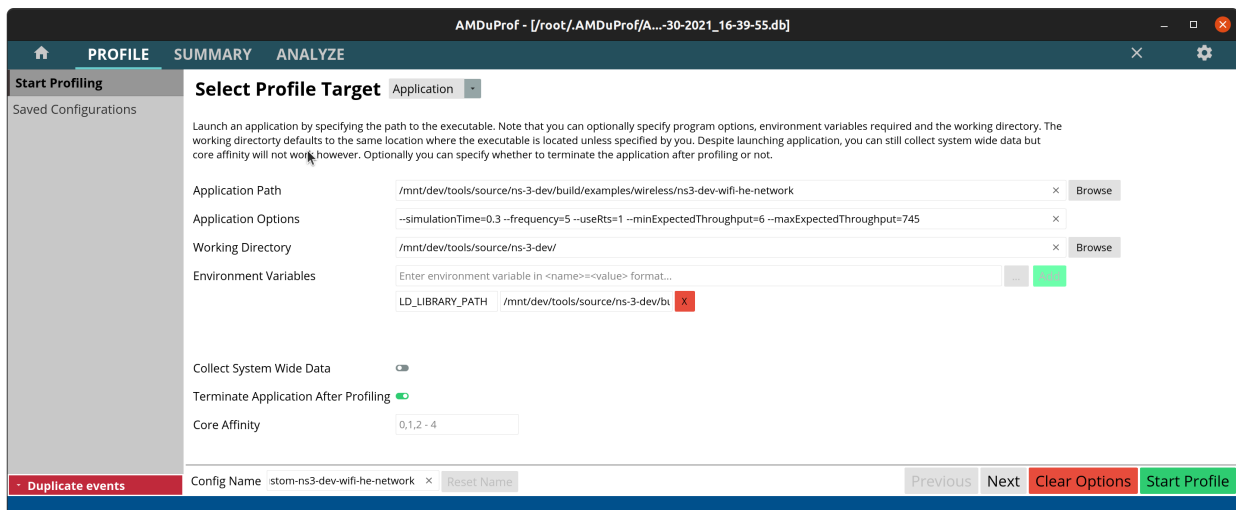 AMDuProf - [/root/.AMDuProf/A...-30-2021_16-39-55.db]
PROFILE SUMMARY ANALYZE
Start Profiling
Saved Configurations
Select Profile Target Application
Launch an application by specifying the path to the executable. Note that you can optionally specify program options, environment variables required and the working directory. The
working directorty defaults to the same location where the executable is located unless specified by you. Despite launching application, you can still collect system wide data but
core affinity will not work however. Optionally you can specify whether to terminate the application after profiling or not.
Application Path /mnt/dev/tools/source/ns-3-dev/build/examples/wireless/ns3-dev-wifi-he-network × Browse
Application Options --simulationTime=0.3 --frequency=5 --useRts=1 --minExpectedThroughput=6 --maxExpectedThroughput=745 ×
Working Directory /mnt/dev/tools/source/ns-3-dev/ × Browse
Environment Variables Enter environment variable in <name>=<value> format... ... Add
LD_LIBRARY_PATH /mnt/dev/tools/source/ns-3-dev/bu X
Collect System Wide Data
Terminate Application After Profiling
Core Affinity 0,1,2 - 4
Duplicate events
Config Name stom-ns3-dev-wifi-he-network × Reset Name Previous Next Clear Options Start Profile